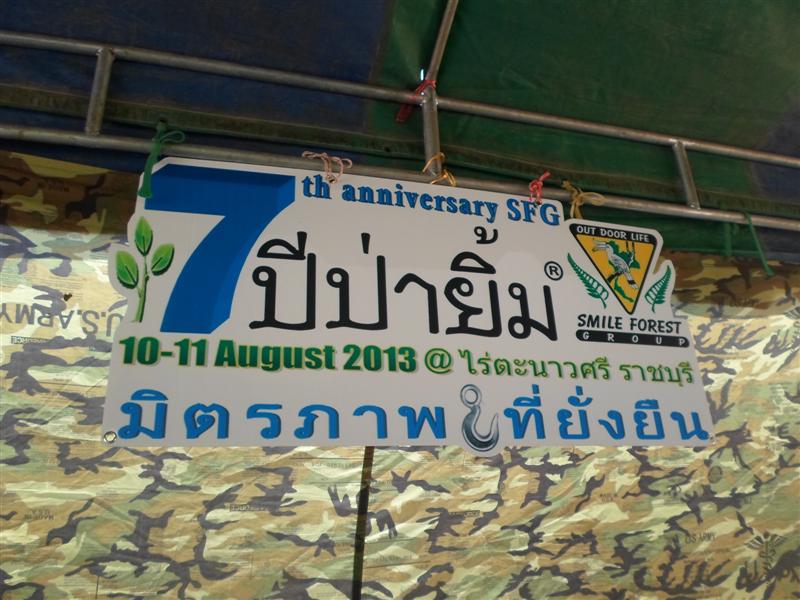 7th anniversary SFG
ปีป่ายิ้ม®
OUT DOOR LIFE
SMILE FOREST
GROUP
10-11 August 2013 @ ไร่ตะนาวศรี ราชบุรี
มิตรภาพ ที่ยั่งยืน
U.S.ARMY
U.S.ARMY